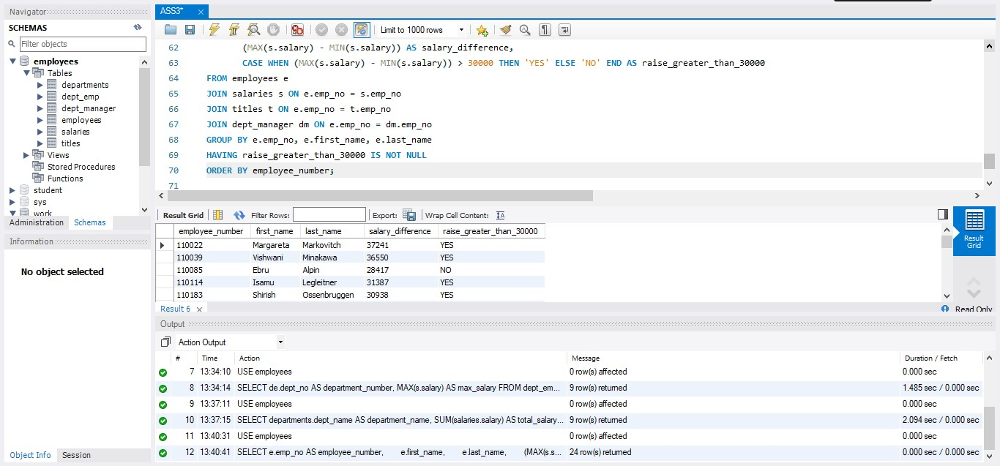 Navigator
SCHEMAS
Filter objects
employees
Tables
departments
dept_emp
dept_manager
employees
salaries
titles
Views
Stored Procedures
Functions
student
sys
work
Administration Schemas
Information
No object selected
Object Info Session
ASS3*
Limit to 1000 rows
62 (MAX(s.salary) - MIN(s.salary)) AS salary_difference,
63 CASE WHEN (MAX(s.salary) - MIN(s.salary)) > 30000 THEN 'YES' ELSE 'NO' END AS raise_greater_than_30000
64 FROM employees e
65 JOIN salaries s ON e.emp_no = s.emp_no
66 JOIN titles t ON e.emp_no = t.emp_no
67 JOIN dept_manager dm ON e.emp_no = dm.emp_no
68 GROUP BY e.emp_no, e.first_name, e.last_name
69 HAVING raise_greater_than_30000 IS NOT NULL
70 ORDER BY employee_number;
71
Result Grid Filter Rows: Export: Wrap Cell Content:
employee_number first_name last_name salary_difference raise_greater_than_30000
110022 Margareta Markovitch 37241 YES
110039 Vishwani Minakawa 36550 YES
110085 Ebru Alpin 28417 NO
110114 Isamu Legleitner 31387 YES
110183 Shirish Ossenbruggen 30938 YES
Result
Grid
Result 6 Read Only
Output
Action Output
# Time Action Message Duration / Fetch
7 13:34:10 USE employees 0 row(s) affected 0.000 sec
8 13:34:14 SELECT de.dept_no AS department_number, MAX(s.salary) AS max_salary FROM dept_em... 9 row(s) returned 1.485 sec / 0.000 sec
9 13:37:11 USE employees 0 row(s) affected 0.000 sec
10 13:37:15 SELECT departments.dept_name AS department_name, SUM(salaries.salary) AS total_salary... 9 row(s) returned 2.094 sec / 0.000 sec
11 13:40:31 USE employees 0 row(s) affected 0.000 sec
12 13:40:41 SELECT e.emp_no AS employee_number, e.first_name, e.last_name, (MAX(s.s... 24 row(s) returned 0.000 sec / 0.000 sec